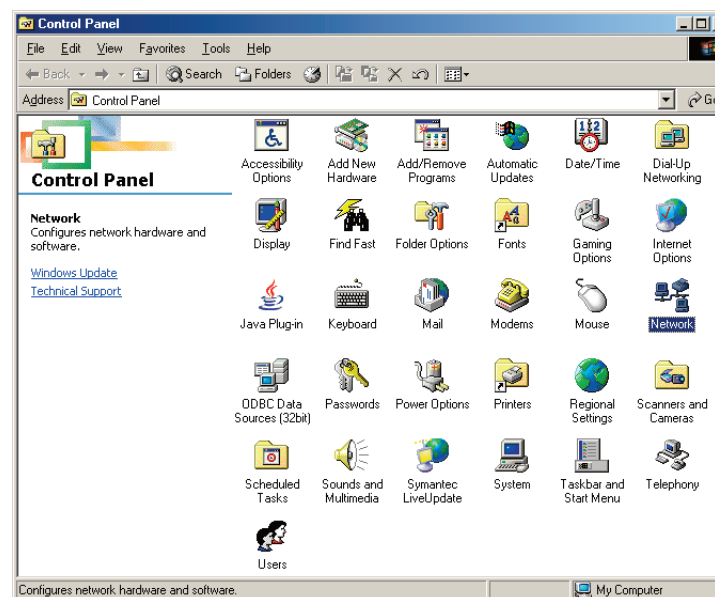 Control Panel
File Edit View Favorites Tools Help
Back Search Folders
Address Control Panel
Control Panel
Network
Configures network hardware and
software.
Windows Update
Technical Support
Accessibility Options
Add New Hardware
Add/Remove Programs
Automatic Updates
Date/Time
Dial-Up Networking
Display
Find Fast
Folder Options
Fonts
Gaming Options
Internet Options
Java Plug-in
Keyboard
Mail
Modems
Mouse
Network
ODBC Data Sources (32bit)
Passwords
Power Options
Printers
Regional Settings
Scanners and Cameras
Scheduled Tasks
Sounds and Multimedia
Symantec LiveUpdate
System
Taskbar and Start Menu
Telephony
Users
Configures network hardware and software.
My Computer